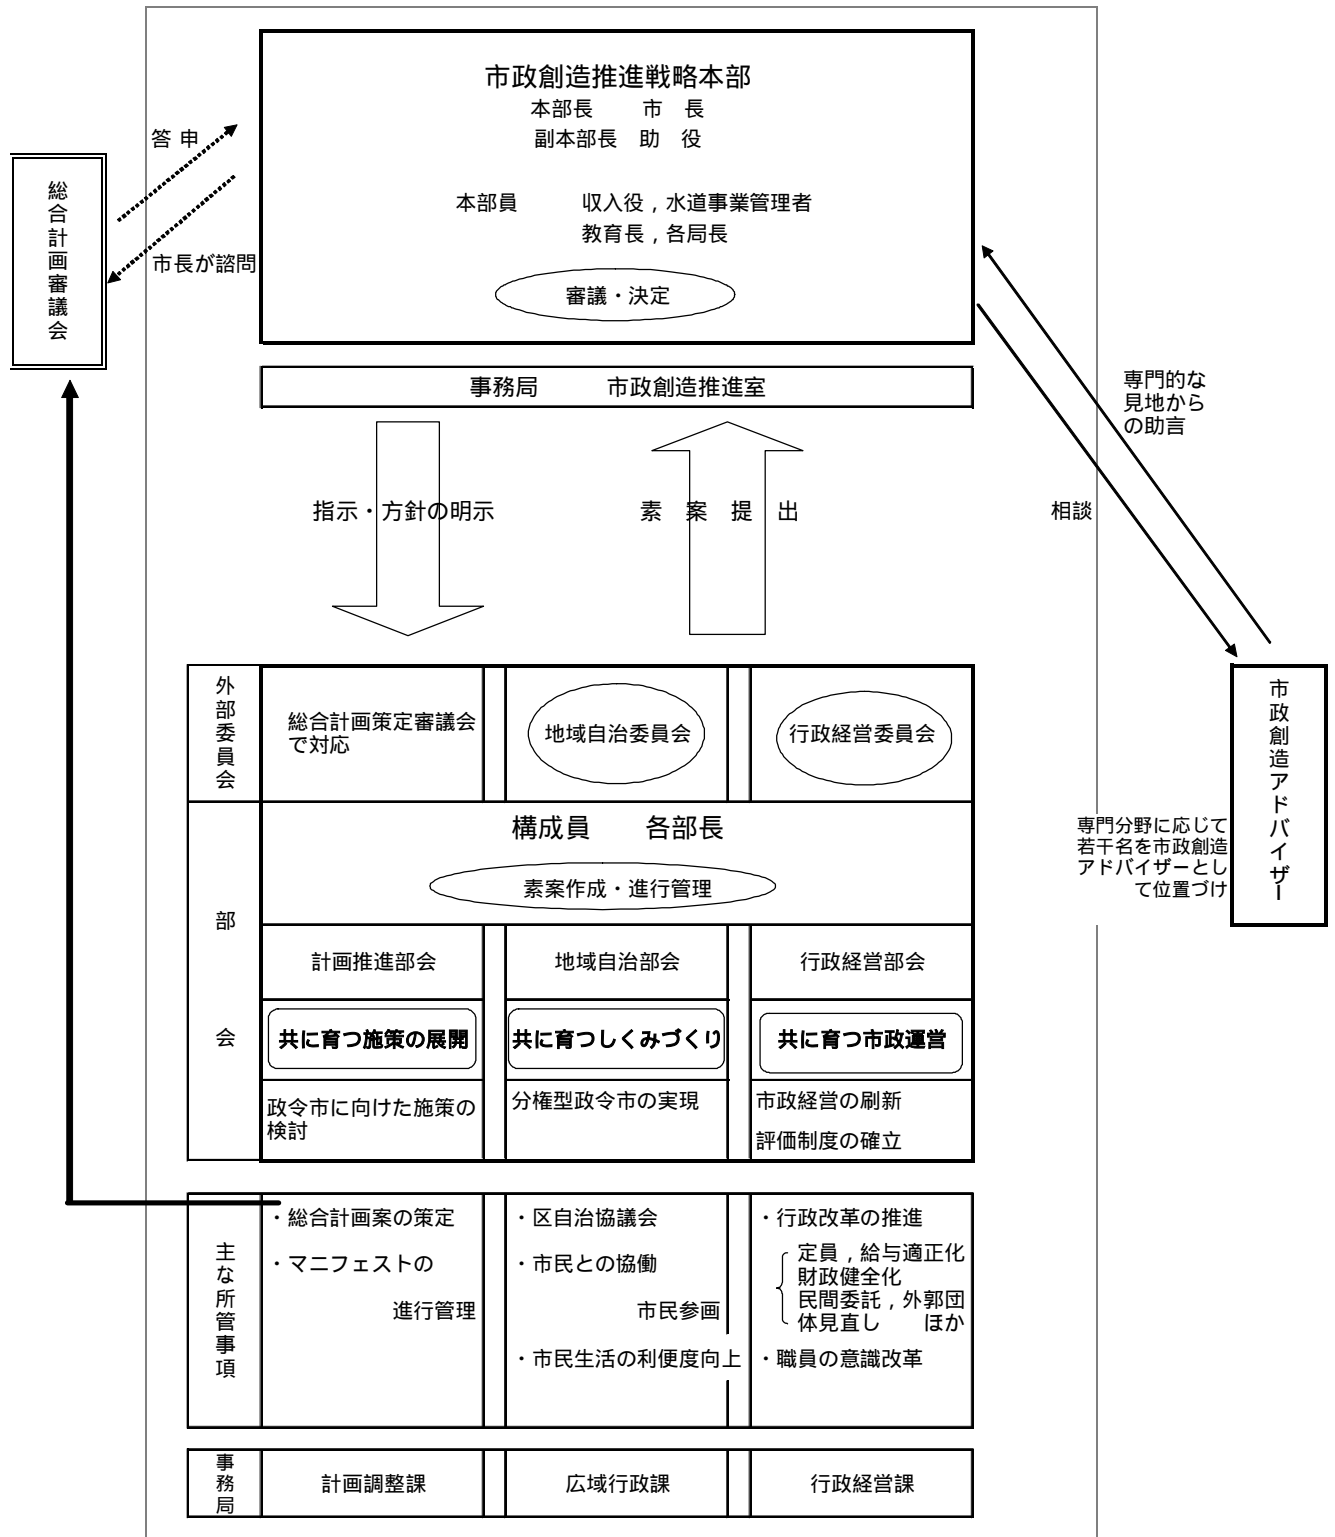 市政創造推進戦略本部
本部長　　市　長
副本部長　助　役
本部員　　　収入役，水道事業管理者
教育長，各局長
審議・決定
答申
市長が諮問
総合計画審議会
事務局　　　市政創造推進室
専門的な
見地から
の助言
相談
指示・方針の明示
素　案　提　出
市政創造アドバイザー
専門分野に応じて
若干名を市政創造
アドバイザーとし
て位置づけ
外部委員会
総合計画策定審議会
で対応
地域自治委員会
行政経営委員会
部会
構成員　　各部長
素案作成・進行管理
計画推進部会
地域自治部会
行政経営部会
共に育つ施策の展開
共に育つしくみづくり
共に育つ市政運営
政令市に向けた施策の
検討
分権型政令市の実現
市政経営の刷新
評価制度の確立
主な所管事項
・総合計画案の策定
・マニフェストの
進行管理
・区自治協議会
・市民との協働
市民参画
・市民生活の利便度向上
・行政改革の推進
定員，給与適正化
財政健全化
民間委託，外郭団
体見直し　　ほか
・職員の意識改革
事務局
計画調整課
広域行政課
行政経営課